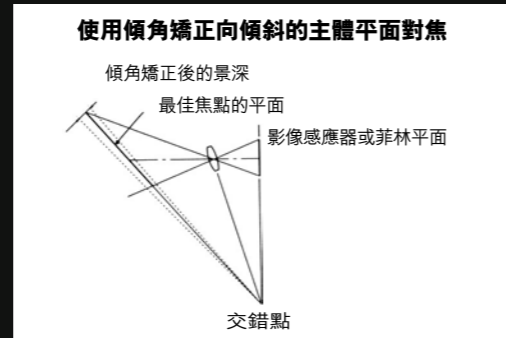 使用傾角矯正向傾斜的主體平面對焦
傾角矯正後的景深
最佳焦點的平面
影像感應器或菲林平面
交錯點